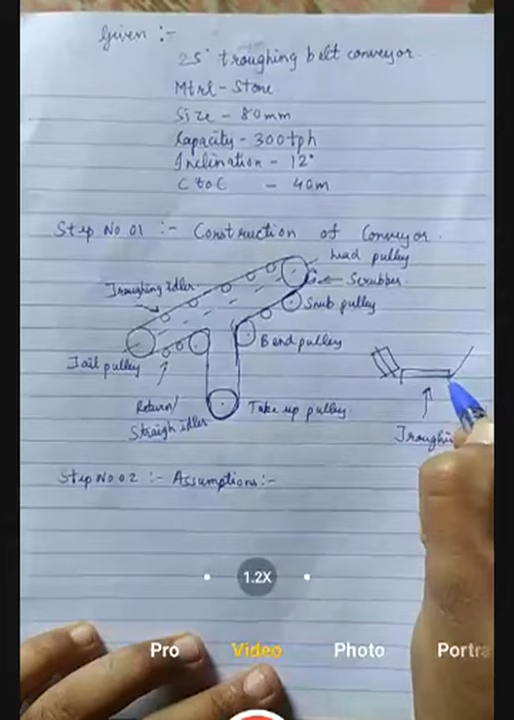 Given :-
25° troughing belt conveyor.
Mtrl - Stone
Size - 80mm
Capacity - 300tph
Inclination - 12°
C to C - 40m
Step No 01 :- Construction of Conveyor.
head pulley
Troughing idler
Scrubber
Snub pulley
Bend pulley
Tail pulley
Return/
Straigh idler
Take up pulley
Troughi
Step No 02 :- Assumptions:-
1.2X
Pro Video Photo Portra